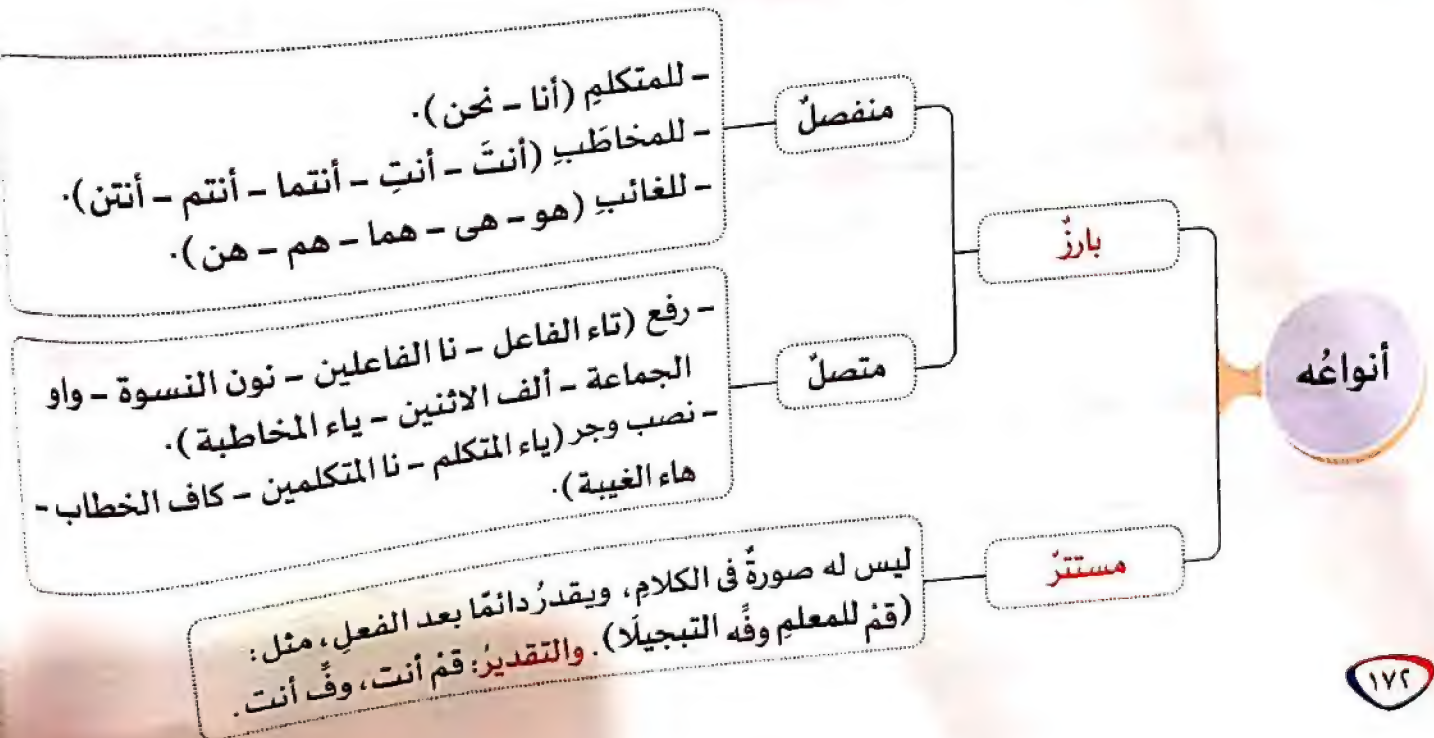 أنواعُه
بارزٌ
منفصلٌ
- للمتكلمِ (أنا - نحن).
- للمخاطَبِ (أنتَ - أنتِ - أنتما - أنتم - أنتن).
- للغائبِ (هو - هى - هما - هم - هن).
متصلٌ
- رفع (تاء الفاعل - نا الفاعلين - نون النسوة - واو
الجماعة - ألف الاثنين - ياء المخاطبة).
- نصب وجر (ياء المتكلم - نا المتكلمين - كاف الخطاب -
هاء الغيبة).
مستترٌ
ليس له صورةٌ فى الكلامِ، ويقدرُ دائمًا بعد الفعلِ، مثل:
(قمْ للمعلمِ وفِّه التبجيلَا). والتقديرُ: قمْ أنت، وفِّ أنت.
١٧٢